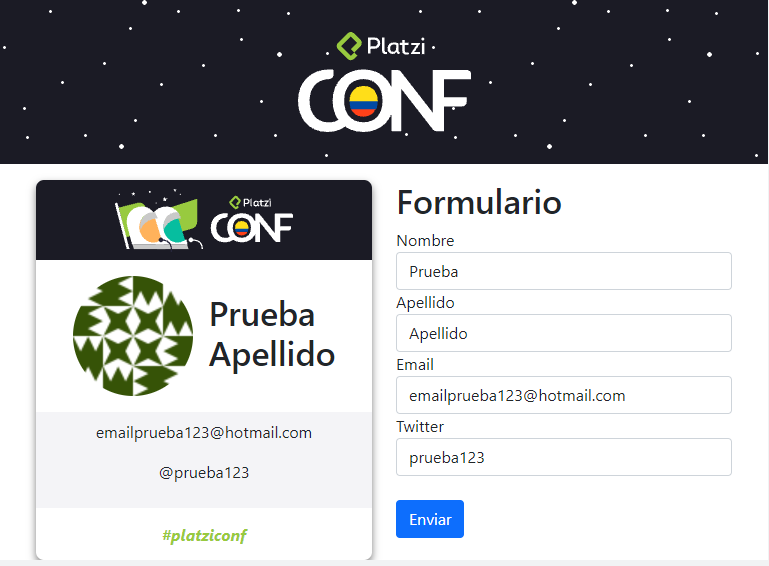 Platzi
CONF
Platzi
CONF
Prueba
Apellido
emailprueba123@hotmail.com
@prueba123
#platziconf
Formulario
Nombre
Prueba
Apellido
Apellido
Email
emailprueba123@hotmail.com
Twitter
prueba123
Enviar